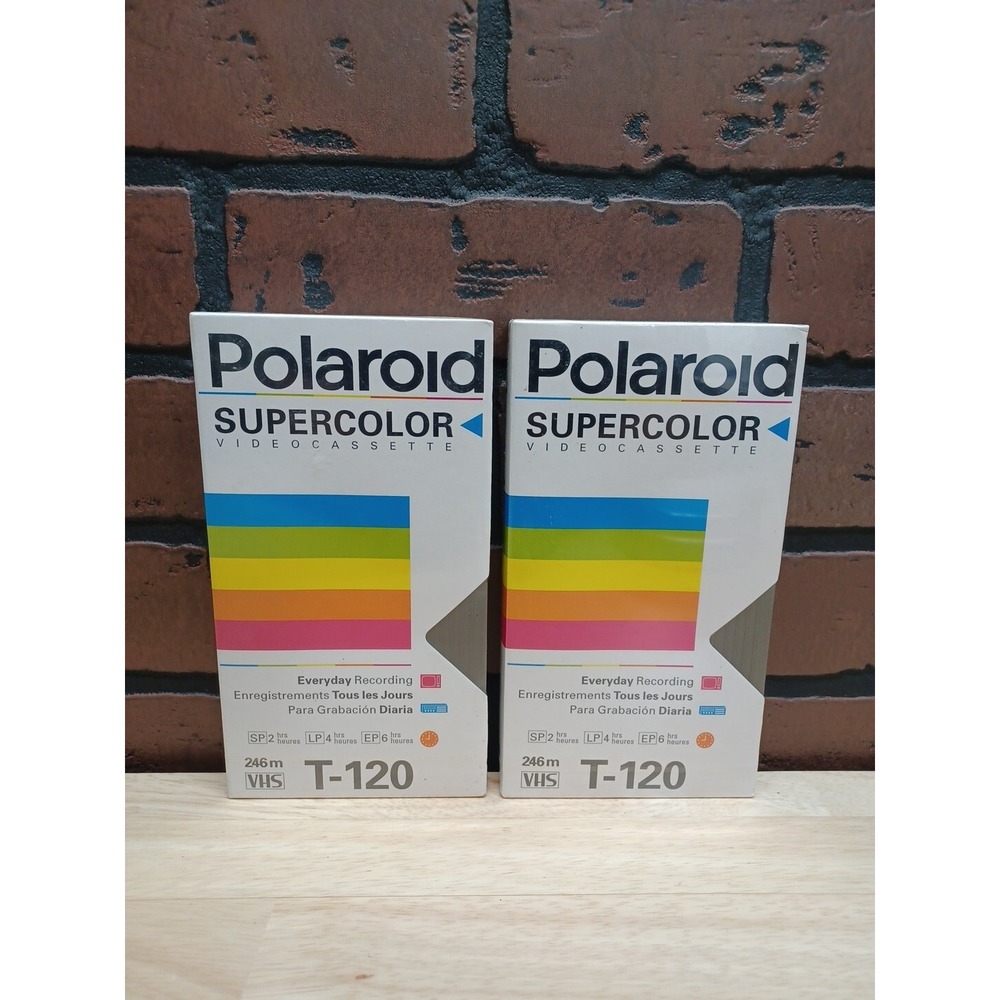 Polaroid
SUPERCOLOR
VIDEOCASSETTE
Everyday Recording
Enregistrements Tous les Jours
Para Grabación Diaria
SP 2 hrs heures LP 4 hrs heures EP 6 hrs heures
246m
VHS T-120
Polaroid
SUPERCOLOR
VIDEOCASSETTE
Everyday Recording
Enregistrements Tous les Jours
Para Grabación Diaria
SP 2 hrs heures LP 4 hrs heures EP 6 hrs heures
246m
VHS T-120